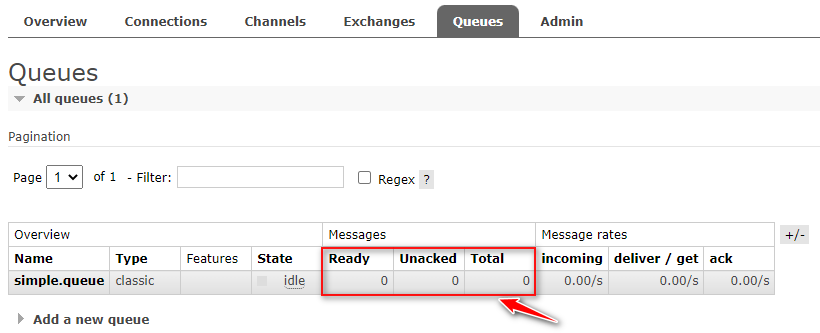 Overview Connections Channels Exchanges Queues Admin
Queues
All queues (1)
Pagination
Page 1 of 1 - Filter: Regex ?
Overview Messages Message rates +/-
Name Type Features State Ready Unacked Total incoming deliver / get ack
simple.queue classic idle 0 0 0 0.00/s 0.00/s 0.00/s
Add a new queue